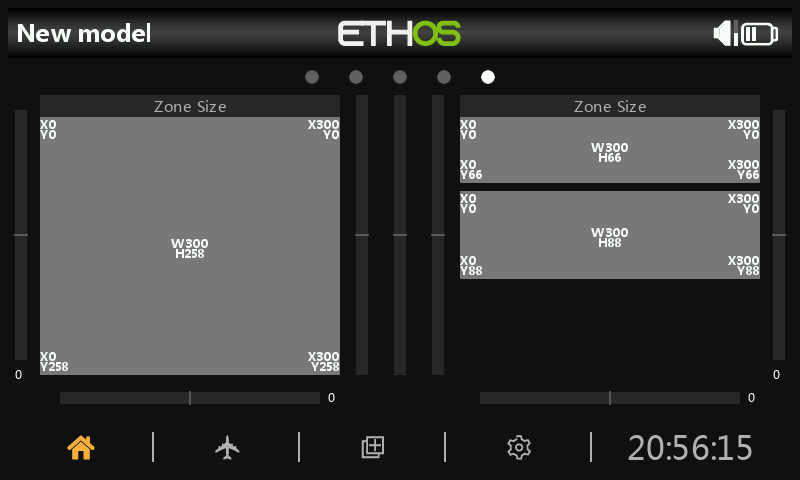 New model ETHOS
Zone Size Zone Size
X0 X300 X0 X300
Y0 Y0 Y0 Y0
W300
H66
X0 X300
Y66 Y66
X0 X300
Y0 Y0
W300 W300
H258 H88
X0 X300
Y88 Y88
X0 X300
Y258 Y258
0 0
0 0
20:56:15